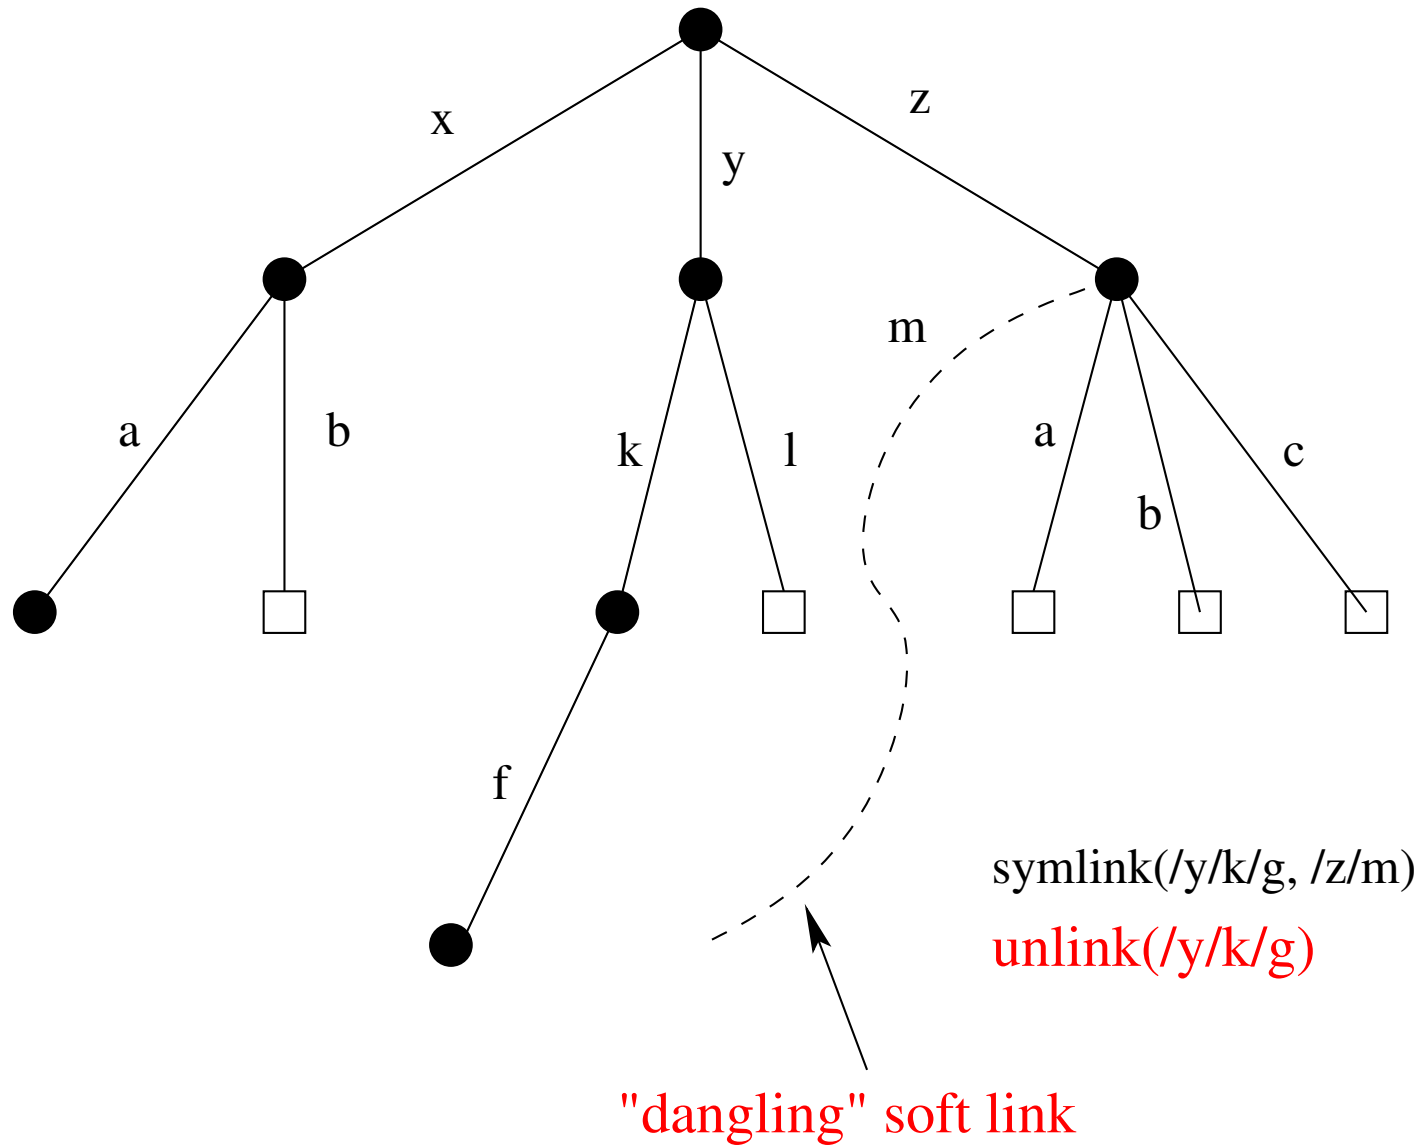 x
y
z
m
a
b
k
l
a
b
c
f
symlink(/y/k/g, /z/m)
unlink(/y/k/g)
"dangling" soft link